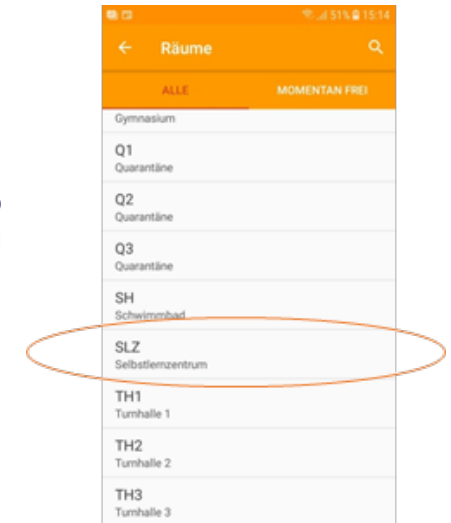 51% 15:14
Räume
ALLE MOMENTAN FREI
Gymnasium
Q1
Quarantäne
Q2
Quarantäne
Q3
Quarantäne
SH
Schwimmbad
SLZ
Selbstlernzentrum
TH1
Turnhalle 1
TH2
Turnhalle 2
TH3
Turnhalle 3